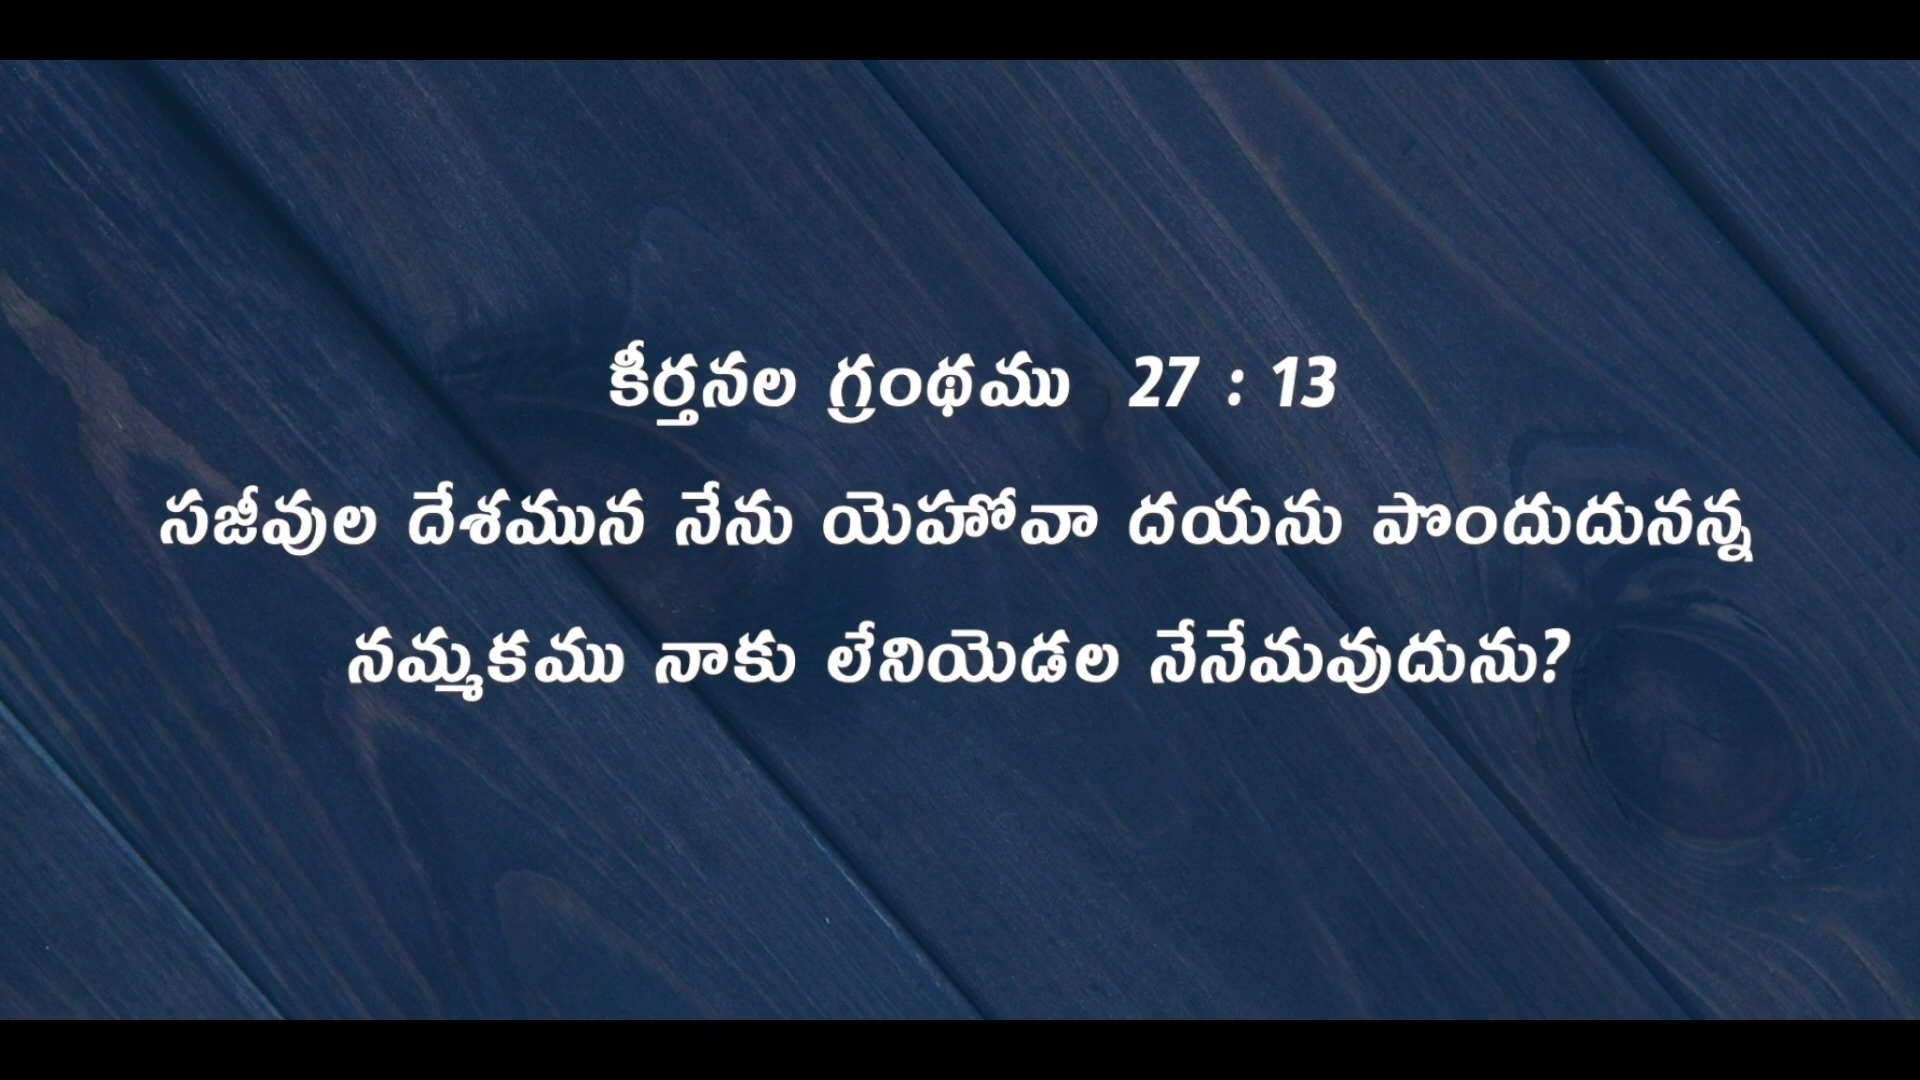 కీర్తనల గ్రంథము 27 : 13
సజీవుల దేశమున నేను యెహోవా దయను పొందుదునన్న
నమ్మకము నాకు లేనియెడల నేనేమవుదును?